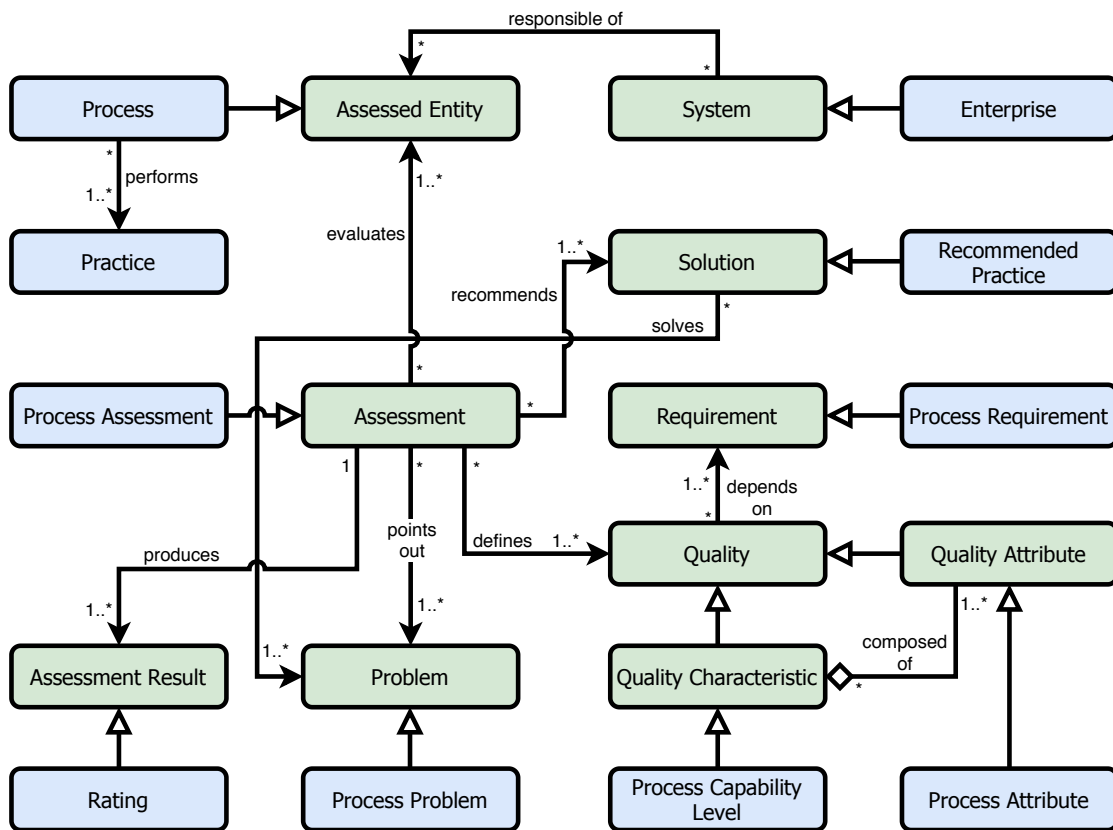 responsible of
*
*
Process
Assessed Entity
System
Enterprise
*
performs
1..*
1..*
evaluates
Practice
1..*
Solution
Recommended
Practice
recommends
solves
*
*
Process Assessment
Assessment
*
Requirement
Process Requirement
1
*
*
1..*
depends
on
*
points
out
defines
1..*
Quality
Quality Attribute
produces
1..*
1..*
1..*
composed
of
1..*
*
Assessment Result
Problem
Quality Characteristic
Rating
Process Problem
Process Capability
Level
Process Attribute